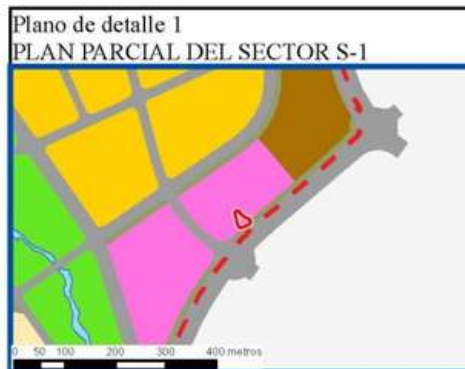 Plano de detalle 1
PLAN PARCIAL DEL SECTOR S-1
0 50 100 200 300 400 metros